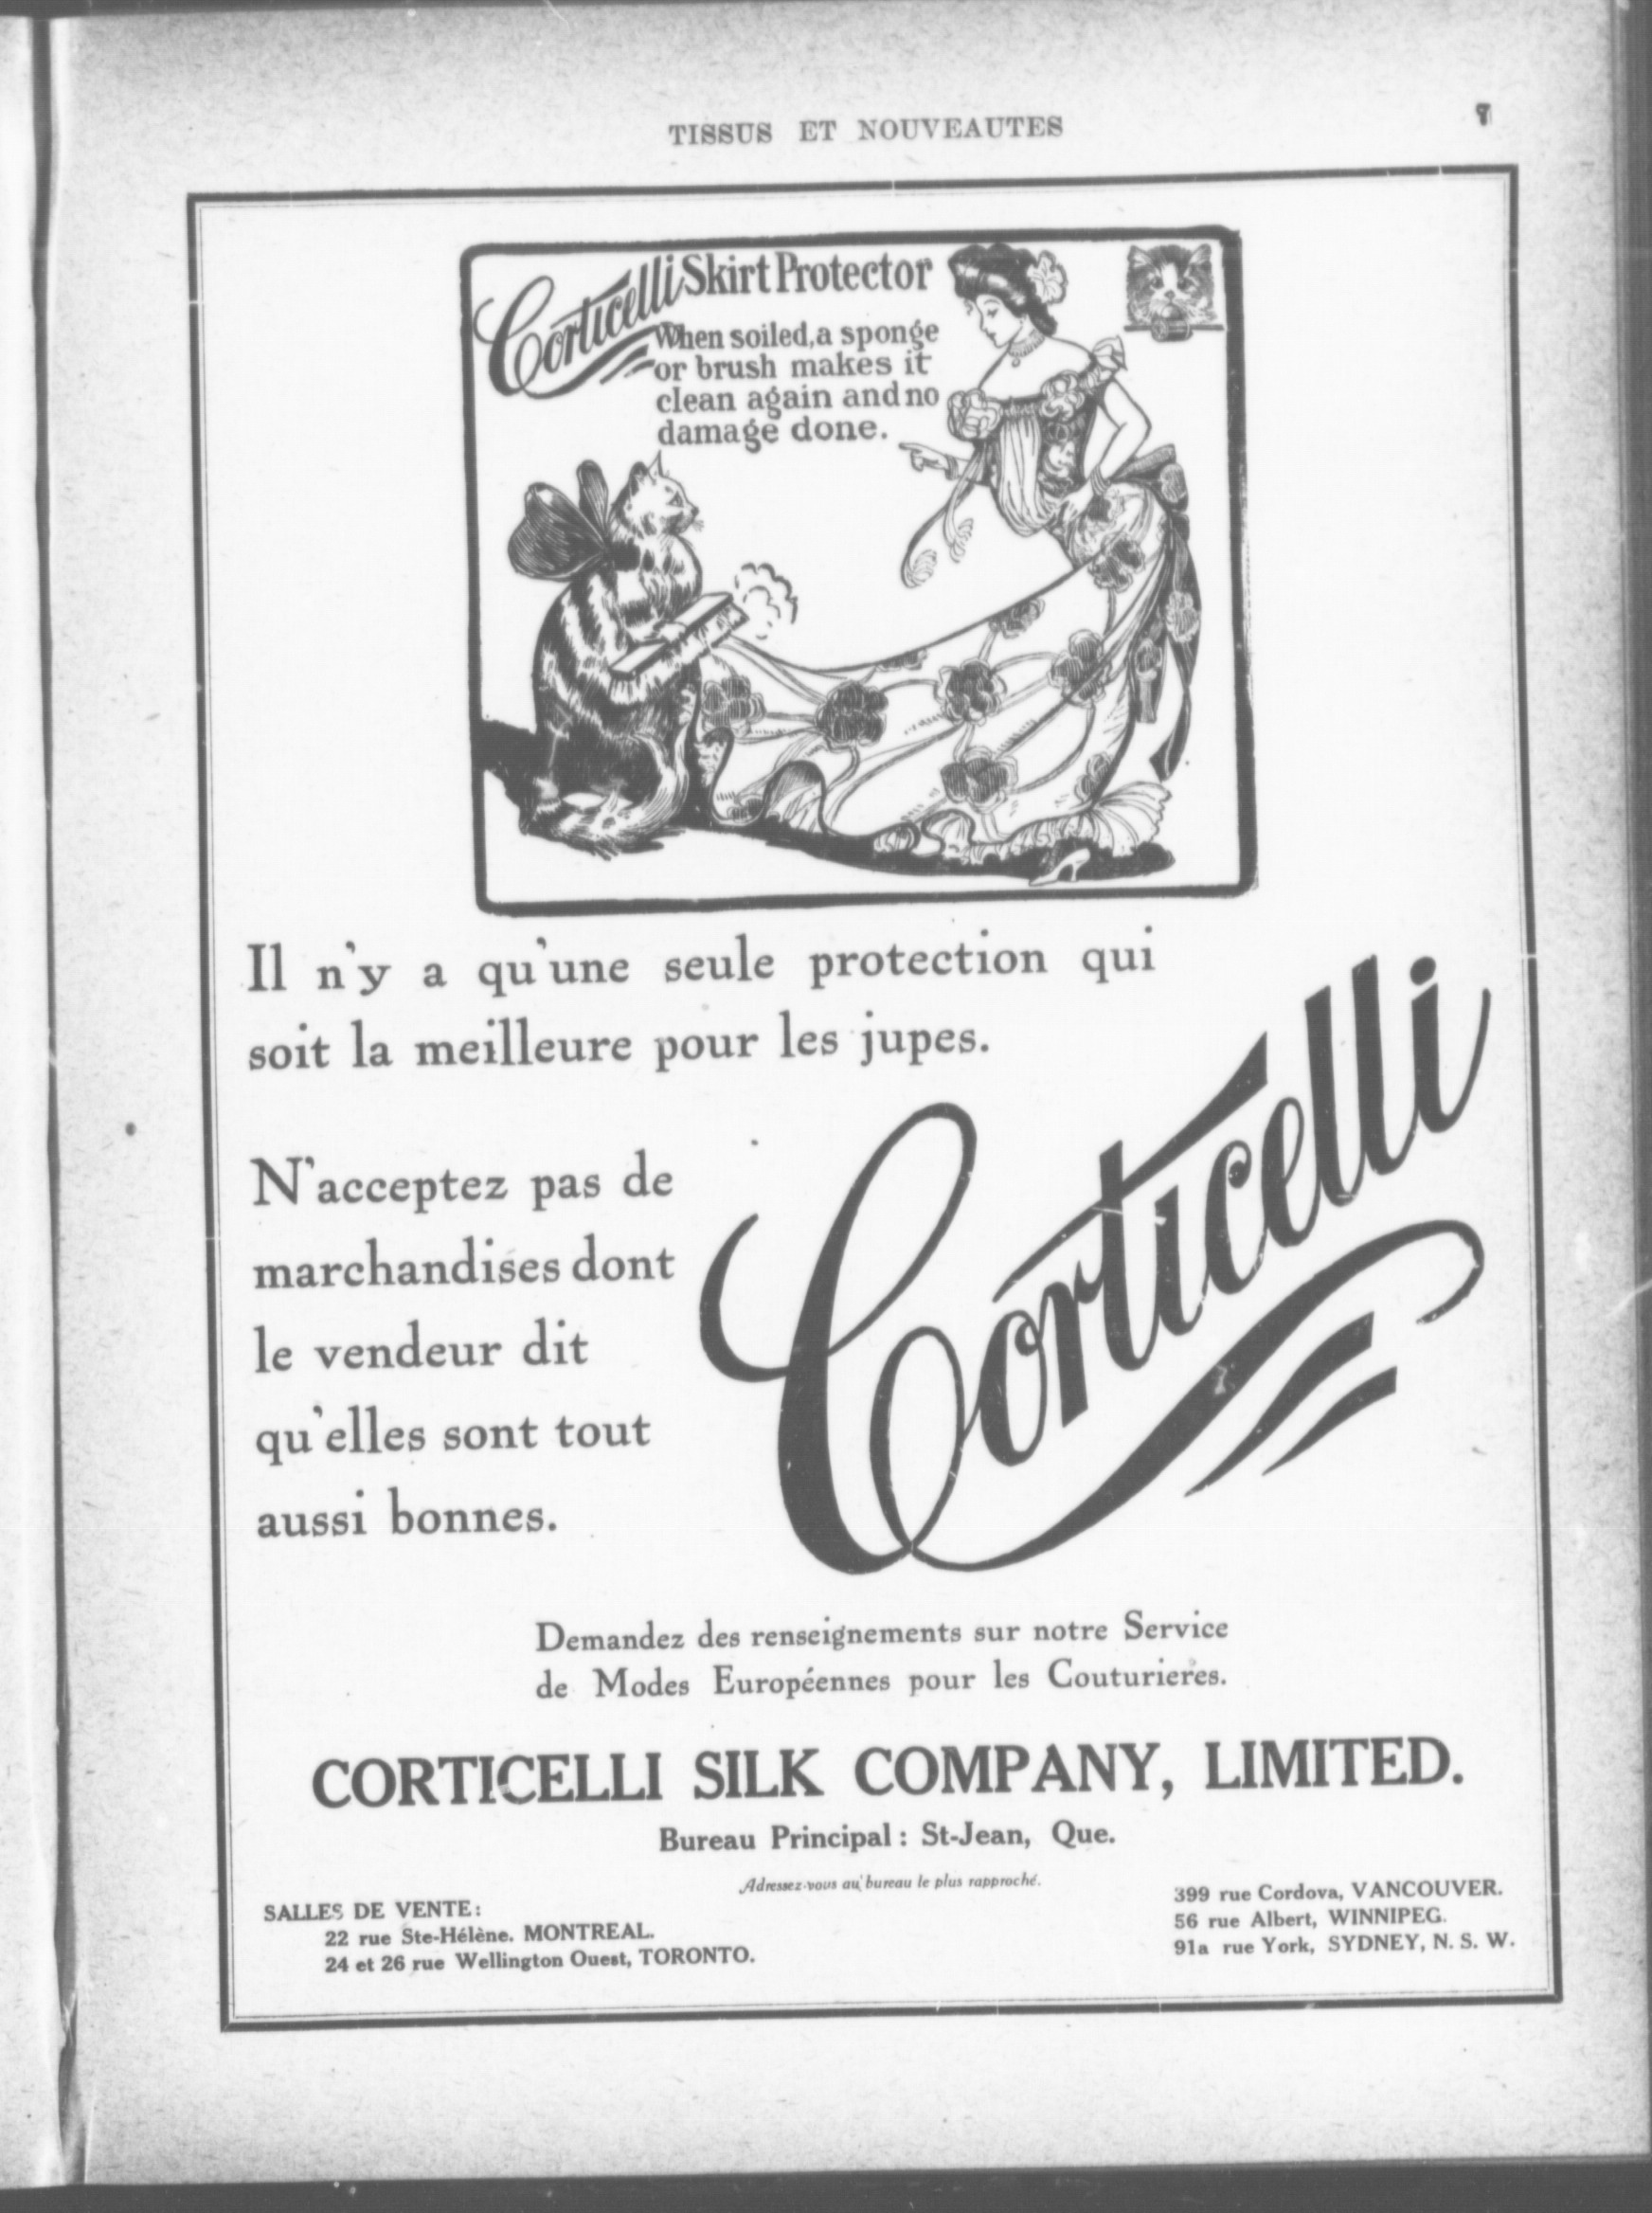 TISSUS ET NOUVEAUTES
7
Corticelli Skirt Protector
When soiled, a sponge
or brush makes it
clean again and no
damage done.
Il n'y a qu'une seule protection qui
soit la meilleure pour les jupes.
N'acceptez pas de
marchandises dont
le vendeur dit
qu'elles sont tout
aussi bonnes.
Corticelli
Demandez des renseignements sur notre Service
de Modes Européennes pour les Couturieres.
CORTICELLI SILK COMPANY, LIMITED.
Bureau Principal : St-Jean, Que.
Adressez-vous au bureau le plus rapproché.
SALLES DE VENTE :
22 rue Ste-Hélène. MONTREAL.
24 et 26 rue Wellington Ouest, TORONTO.
399 rue Cordova, VANCOUVER.
56 rue Albert, WINNIPEG.
91a rue York, SYDNEY, N. S. W.